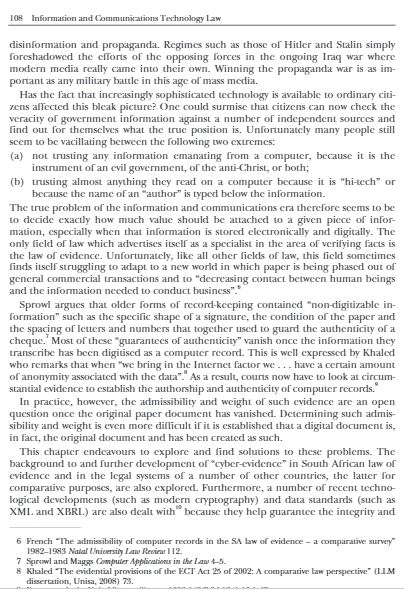 108 Information and Communications Technology Law
disinformation and propaganda. Regimes such as those of Hitler and Stalin simply
foreshadowed the efforts of the opposing forces in the ongoing Iraq war where
modern media really came into their own. Winning the propaganda war is as im-
portant as any military battle in this age of mass media.
Has the fact that increasingly sophisticated technology is available to ordinary citi-
zens affected this bleak picture? One could surmise that citizens can now check the
veracity of government information against a number of independent sources and
find out for themselves what the true position is. Unfortunately many people still
seem to be vacillating between the following two extremes:
(a) not trusting any information emanating from a computer, because it is the
instrument of an evil government, of the anti-Christ, or both;
(b) trusting almost anything they read on a computer because it is “hi-tech” or
because the name of an “author” is typed below the information.
The true problem of the information and communications era therefore seems to be
to decide exactly how much value should be attached to a given piece of infor-
mation, especially when that information is stored electronically and digitally. The
only field of law which advertises itself as a specialist in the area of verifying facts is
the law of evidence. Unfortunately, like all other fields of law, this field sometimes
finds itself struggling to adapt to a new world in which paper is being phased out of
general commercial transactions and to “decreasing contact between human beings
and the information needed to conduct business”.6
Sprowl argues that older forms of record-keeping contained “non-digitizable in-
formation” such as the specific shape of a signature, the condition of the paper and
the spacing of letters and numbers that together used to guard the authenticity of a
cheque.7 Most of these “guarantees of authenticity” vanish once the information they
transcribe has been digitised as a computer record. This is well expressed by Khaled
who remarks that when “we bring in the Internet factor we . . . have a certain amount
of anonymity associated with the data”.8 As a result, courts now have to look at circum-
stantial evidence to establish the authorship and authenticity of computer records.9
In practice, however, the admissibility and weight of such evidence are an open
question once the original paper document has vanished. Determining such admis-
sibility and weight is even more difficult if it is established that a digital document is,
in fact, the original document and has been created as such.
This chapter endeavours to explore and find solutions to these problems. The
background to and further development of “cyber-evidence” in South African law of
evidence and in the legal systems of a number of other countries, the latter for
comparative purposes, are also explored. Furthermore, a number of recent techno-
logical developments (such as modern cryptography) and data standards (such as
XML and XBRL) are also dealt with10 because they help guarantee the integrity and
6 French “The admissibility of computer records in the SA law of evidence – a comparative survey”
1982–1983 Natal University Law Review 112.
7 Sprowl and Maggs Computer Applications in the Law 4–5.
8 Khaled “The evidential provisions of the ECT Act 25 of 2002: A comparative law perspective” (LLM
dissertation, Unisa, 2008) 73.